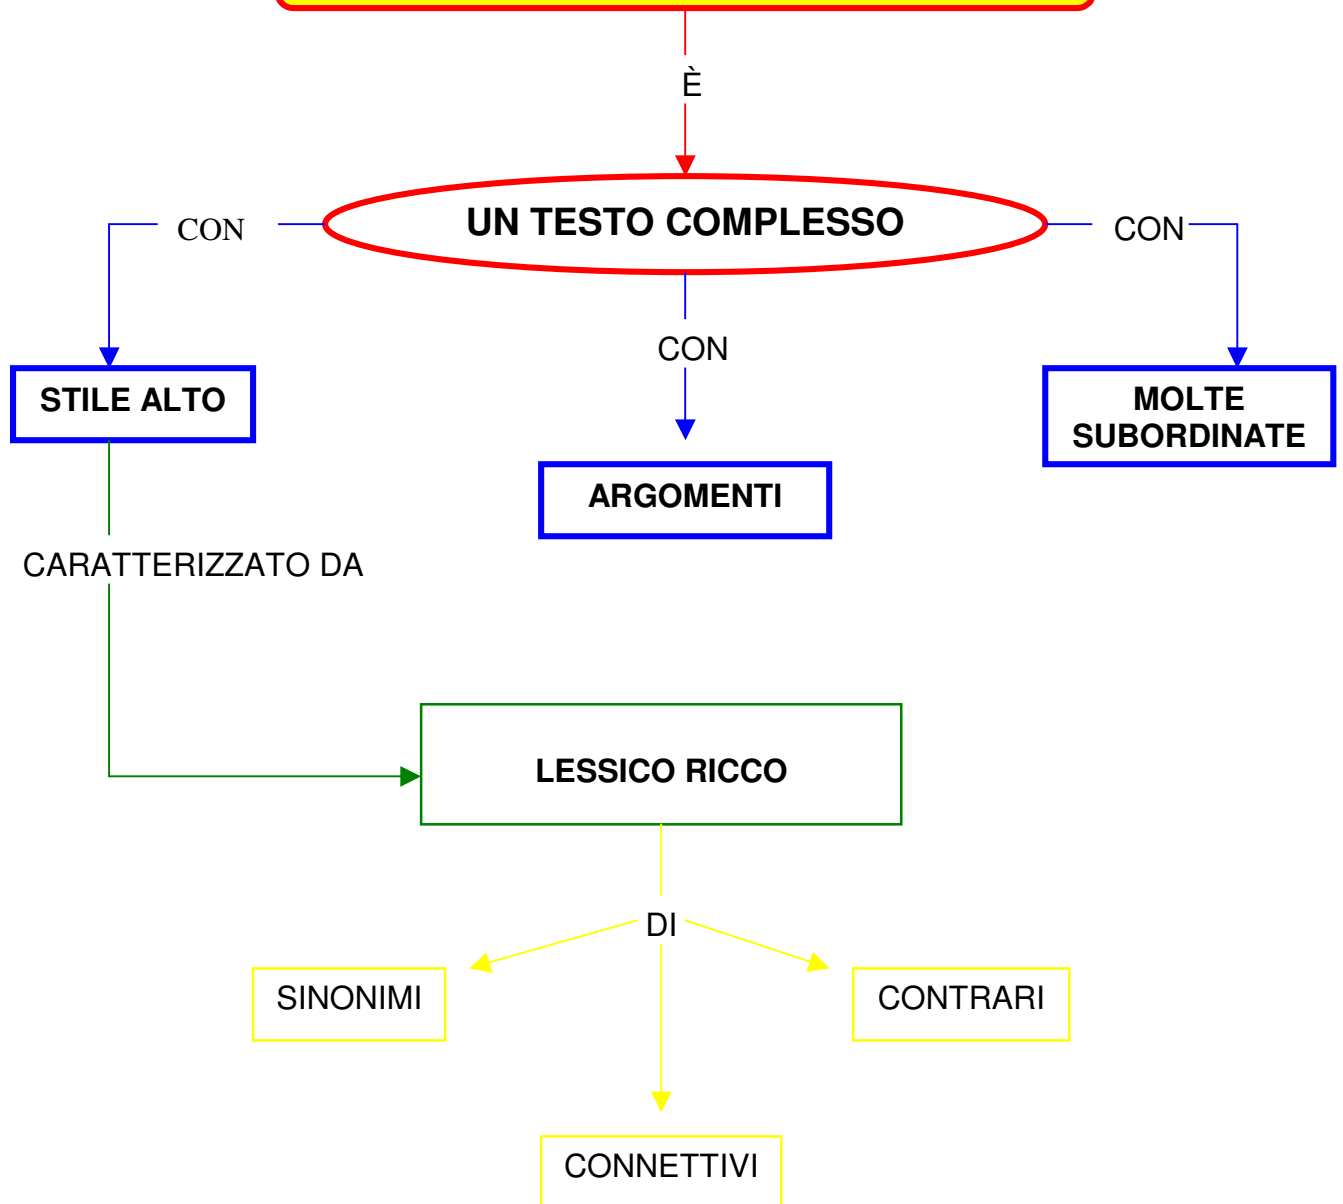 È
UN TESTO COMPLESSO
CON
CON
CON
STILE ALTO
MOLTE
SUBORDINATE
ARGOMENTI
CARATTERIZZATO DA
LESSICO RICCO
DI
SINONIMI
CONTRARI
CONNETTIVI